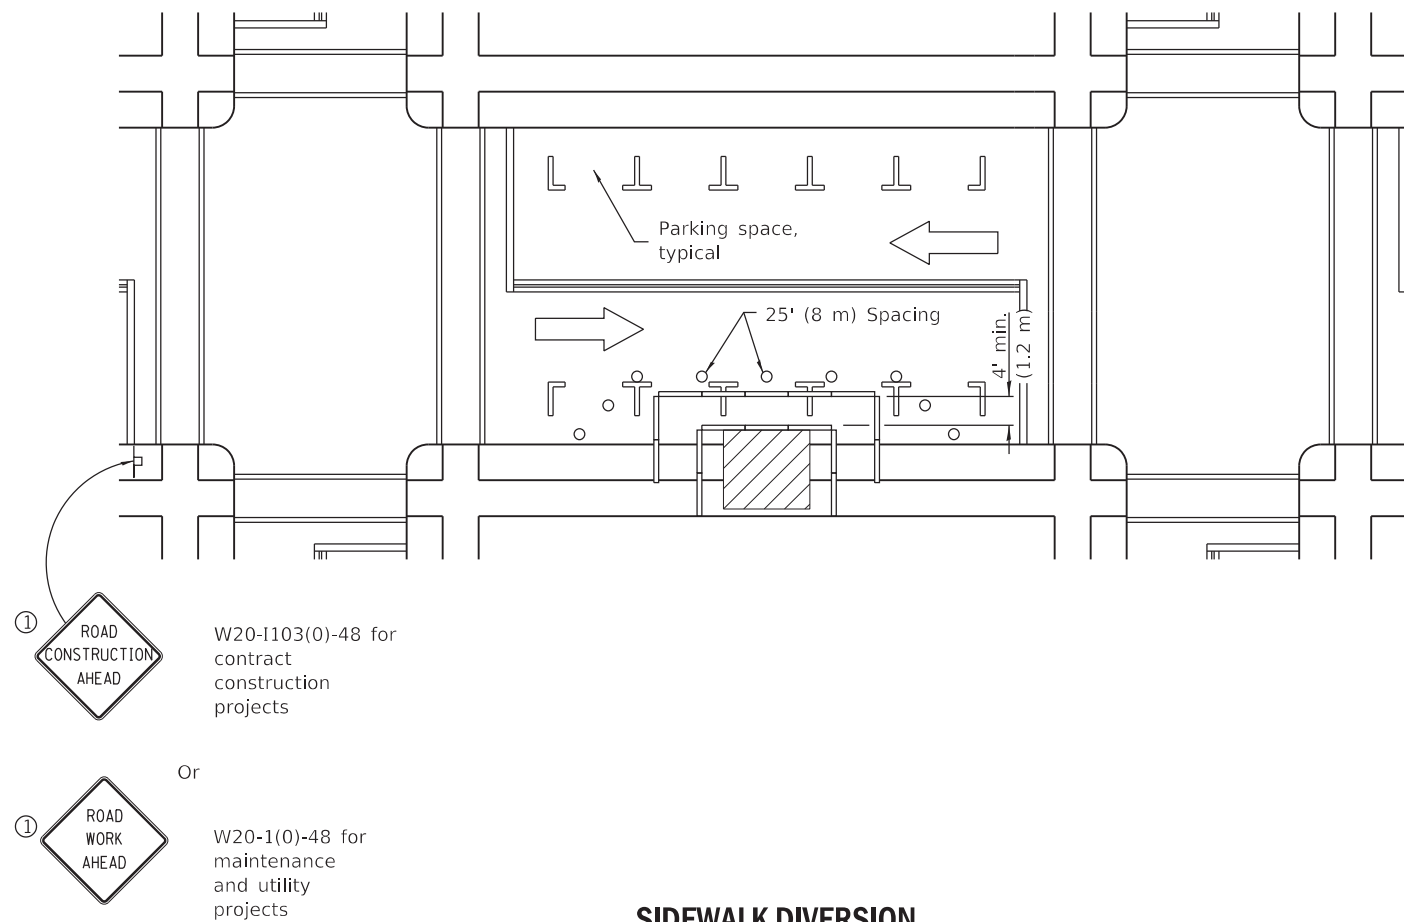 Parking space,
typical
25' (8 m) Spacing
4' min.
(1.2 m)
①
ROAD
CONSTRUCTION
AHEAD
W20-I103(0)-48 for
contract
construction
projects
Or
①
ROAD
WORK
AHEAD
W20-1(0)-48 for
maintenance
and utility
projects
SIDEWALK DIVERSION